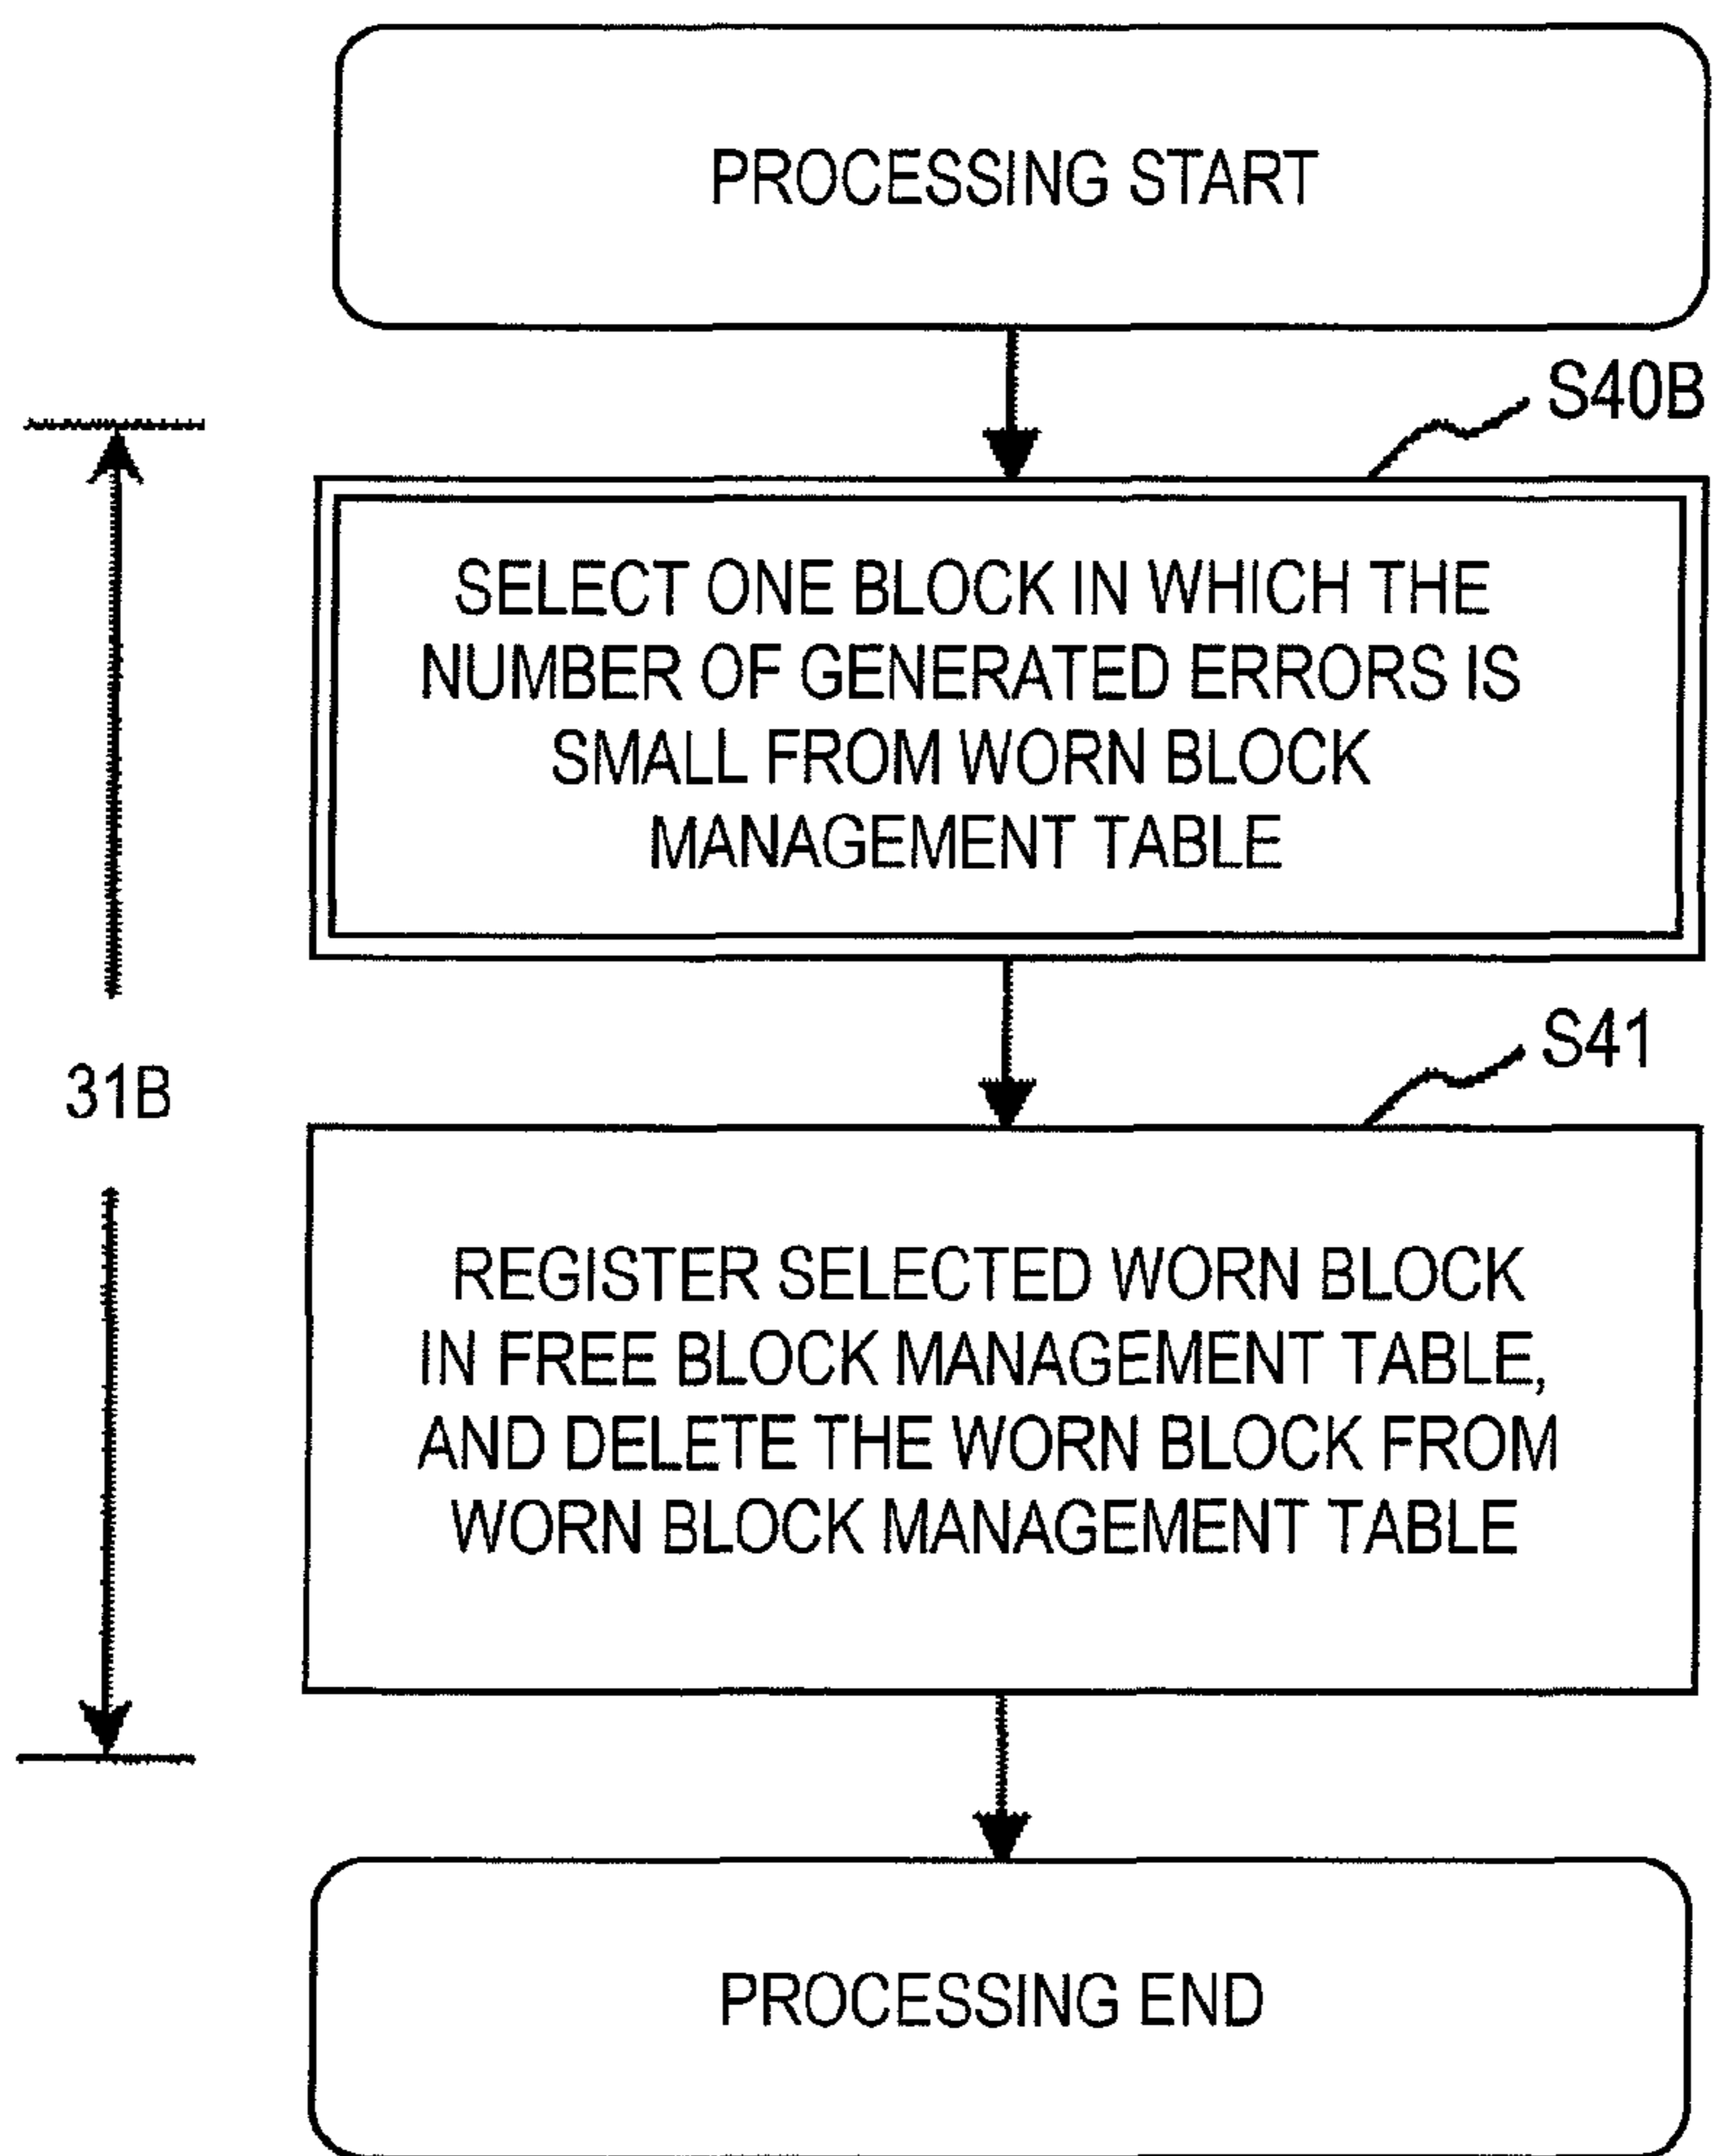 PROCESSING START
S40B
SELECT ONE BLOCK IN WHICH THE
NUMBER OF GENERATED ERRORS IS
SMALL FROM WORN BLOCK
MANAGEMENT TABLE
S41
31B
REGISTER SELECTED WORN BLOCK
IN FREE BLOCK MANAGEMENT TABLE,
AND DELETE THE WORN BLOCK FROM
WORN BLOCK MANAGEMENT TABLE
PROCESSING END